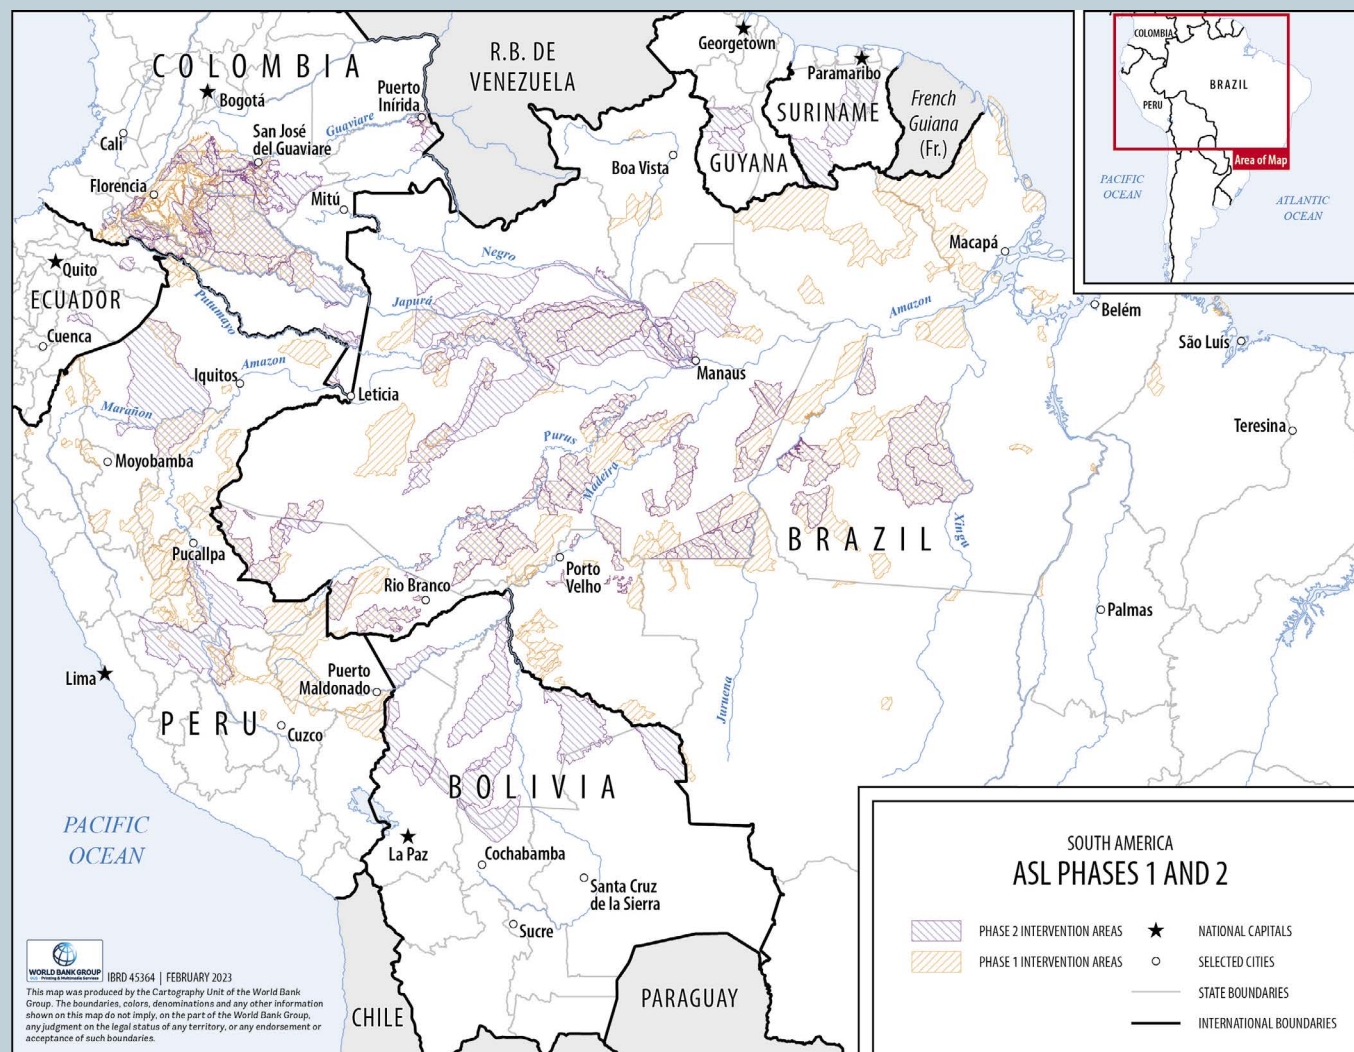 COLOMBIA
Bogotá
Cali
San José
del Guaviare
Florencia
Puerto
Inírida
Guaviare
Mitú
R.B. DE
VENEZUELA
Georgetown
Paramaribo
SURINAME
GUYANA
French
Guiana
(Fr.)
Boa Vista
Macapá
COLOMBIA
BRAZIL
PERU
Area of Map
PACIFIC
OCEAN
ATLANTIC
OCEAN
Quito
ECUADOR
Cuenca
Putumayo
Negro
Japurá
Amazon
Belém
São Luís
Iquitos
Amazon
Leticia
Manaus
Marañon
Moyobamba
Purus
Madeira
Teresina
BRAZIL
Xingu
Pucallpa
Rio Branco
Porto
Velho
Palmas
Lima
Puerto
Maldonado
PERU
Cuzco
Juruena
BOLIVIA
PACIFIC
OCEAN
La Paz
Cochabamba
Santa Cruz
de la Sierra
Sucre
PARAGUAY
CHILE
SOUTH AMERICA
ASL PHASES 1 AND 2
PHASE 2 INTERVENTION AREAS
PHASE 1 INTERVENTION AREAS
NATIONAL CAPITALS
SELECTED CITIES
STATE BOUNDARIES
INTERNATIONAL BOUNDARIES
WORLD BANK GROUP
Printing & Multimedia Services
IBRD 45364 | FEBRUARY 2023
This map was produced by the Cartography Unit of the World Bank
Group. The boundaries, colors, denominations and any other information
shown on this map do not imply, on the part of the World Bank Group,
any judgment on the legal status of any territory, or any endorsement or
acceptance of such boundaries.